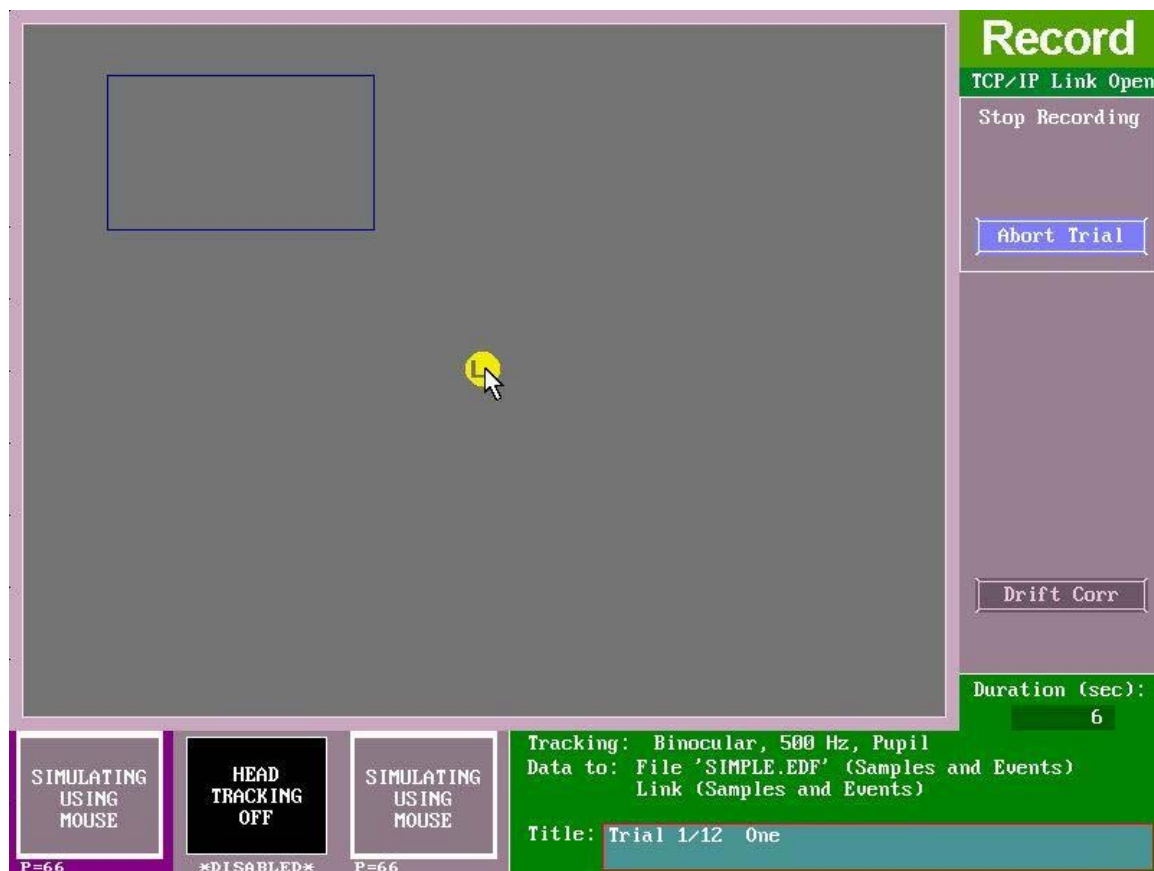 Record
TCP/IP Link Open
Stop Recording
Abort Trial
L
Drift Corr
Duration (sec):
6
SIMULATING
USING
MOUSE
P=66
HEAD
TRACKING
OFF
*DISABLED*
SIMULATING
USING
MOUSE
P=66
Tracking: Binocular, 500 Hz, Pupil
Data to: File 'SIMPLE.EDF' (Samples and Events)
Link (Samples and Events)
Title: Trial 1/12 One